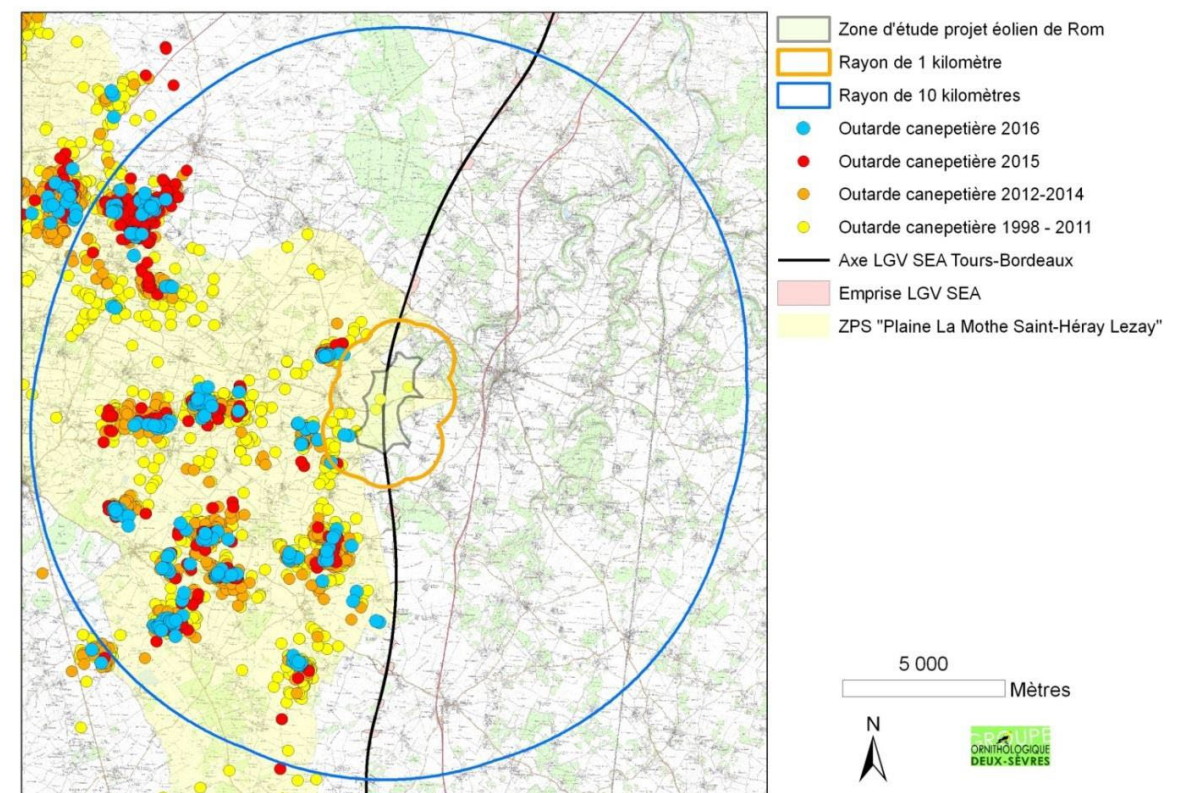 Zone d'étude projet éolien de Rom
Rayon de 1 kilomètre
Rayon de 10 kilomètres
Outarde canepetière 2016
Outarde canepetière 2015
Outarde canepetière 2012-2014
Outarde canepetière 1998 - 2011
Axe LGV SEA Tours-Bordeaux
Emprise LGV SEA
ZPS "Plaine La Mothe Saint-Héray Lezay"
5 000
Mètres
N
GROUPE
ORNITHOLOGIQUE
DEUX-SÈVRES